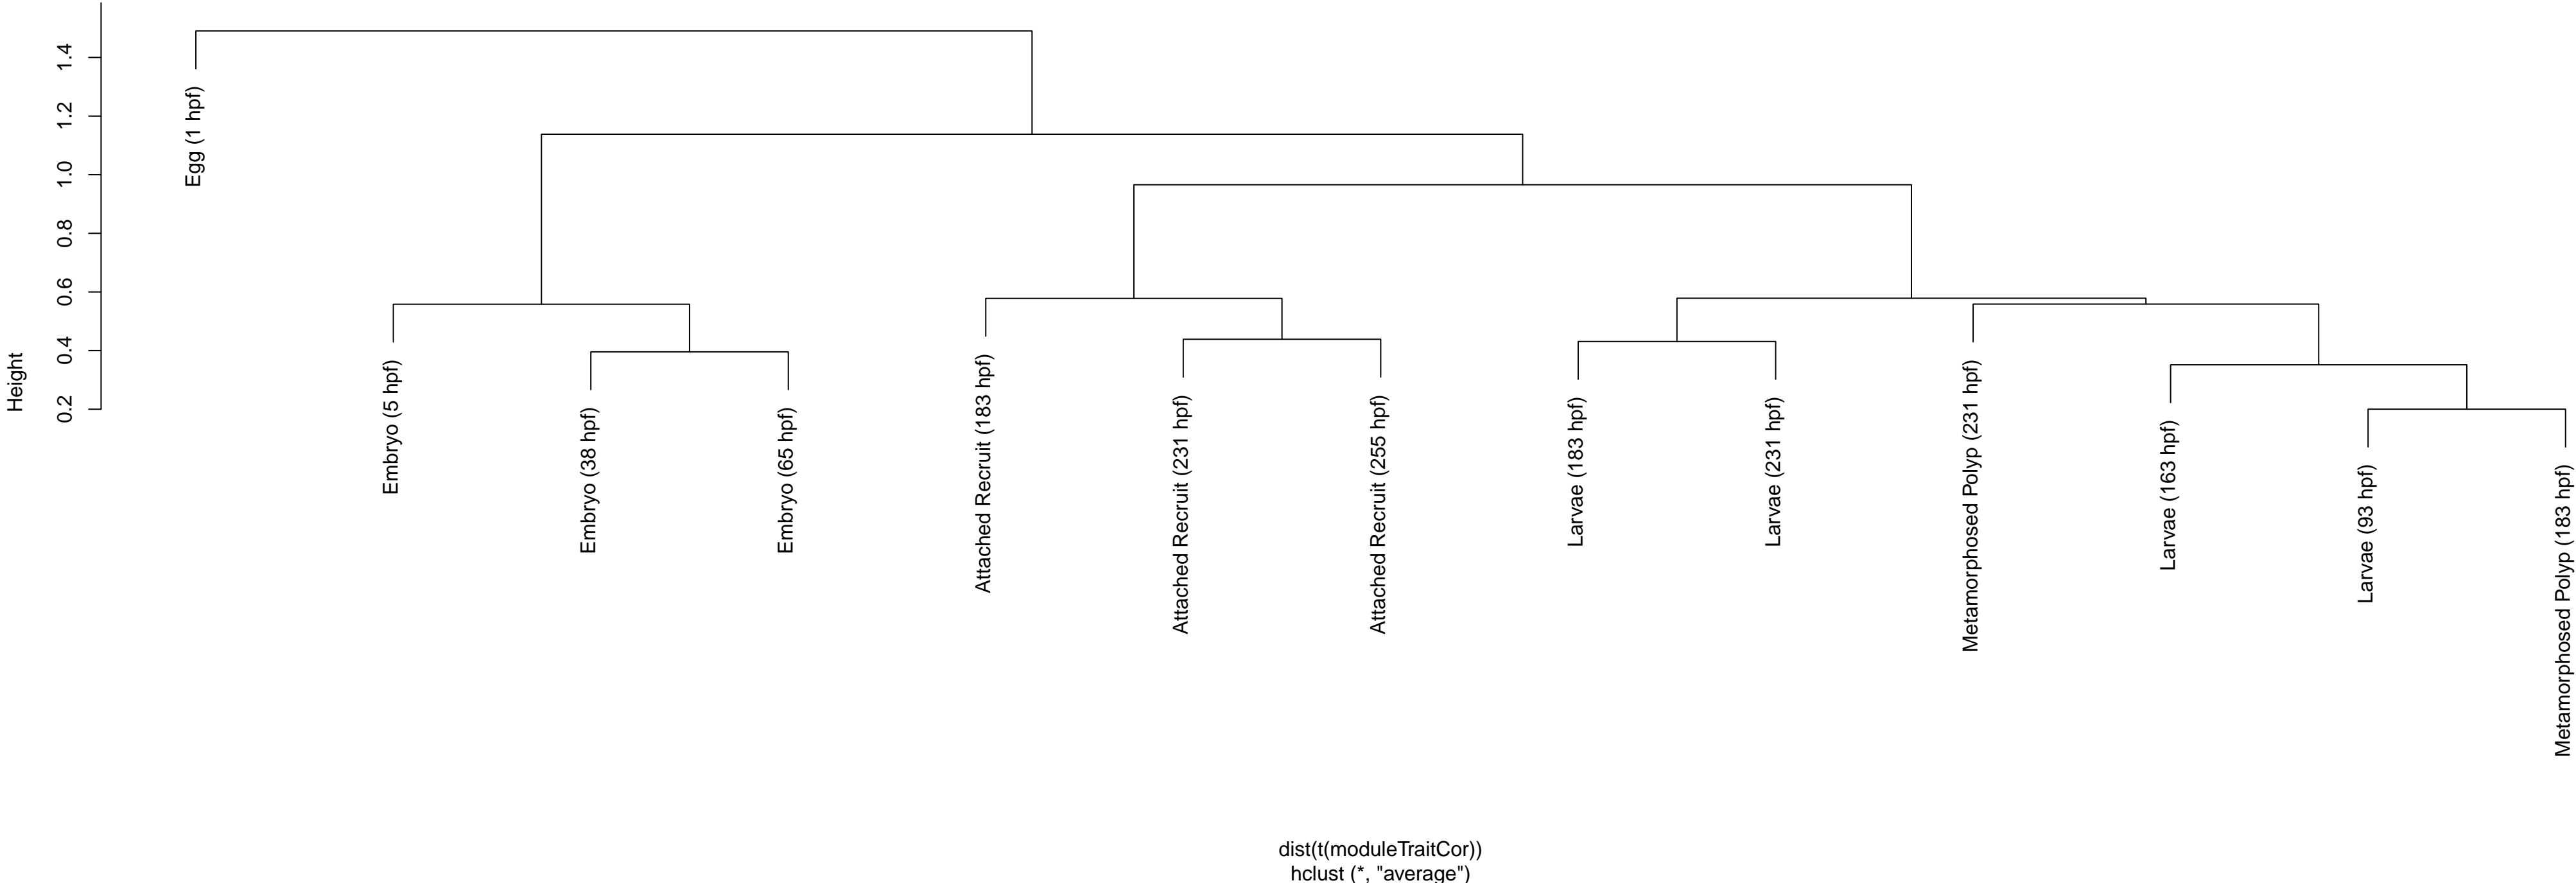 Height
1.4
1.2
1.0
0.8
0.6
0.4
0.2
Egg (1 hpf)
Embryo (5 hpf)
Embryo (38 hpf)
Embryo (65 hpf)
Attached Recruit (183 hpf)
Attached Recruit (231 hpf)
Attached Recruit (255 hpf)
Larvae (183 hpf)
Larvae (231 hpf)
Metamorphosed Polyp (231 hpf)
Larvae (163 hpf)
Larvae (93 hpf)
Metamorphosed Polyp (183 hpf)
dist(t(moduleTraitCor))
hclust (*, "average")